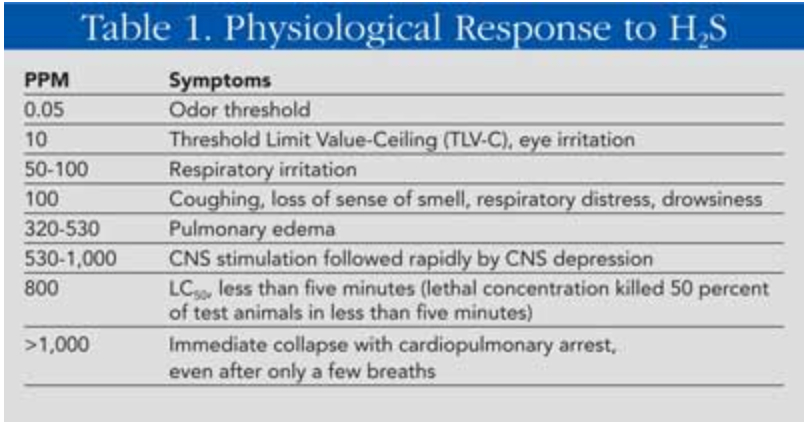 Table 1. Physiological Response to H₂S
PPM Symptoms
0.05 Odor threshold
10 Threshold Limit Value-Ceiling (TLV-C), eye irritation
50-100 Respiratory irritation
100 Coughing, loss of sense of smell, respiratory distress, drowsiness
320-530 Pulmonary edema
530-1,000 CNS stimulation followed rapidly by CNS depression
800 LC₅₀, less than five minutes (lethal concentration killed 50 percent
of test animals in less than five minutes)
>1,000 Immediate collapse with cardiopulmonary arrest,
even after only a few breaths